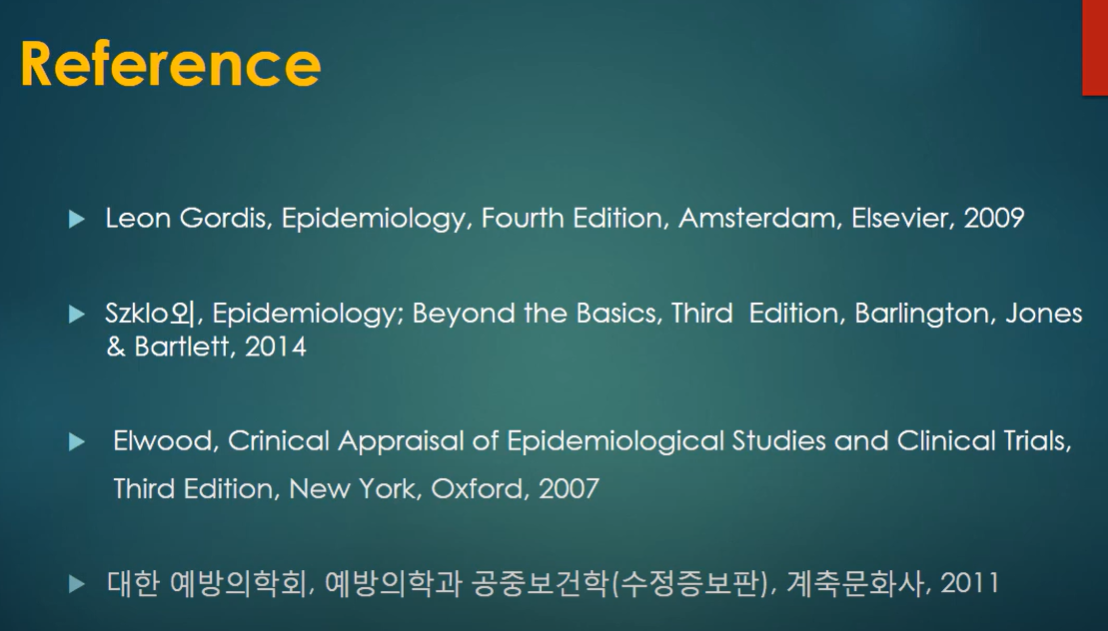 Reference
Leon Gordis, Epidemiology, Fourth Edition, Amsterdam, Elsevier, 2009
Szklo외, Epidemiology; Beyond the Basics, Third Edition, Barlington, Jones
& Bartlett, 2014
Elwood, Crinical Appraisal of Epidemiological Studies and Clinical Trials,
Third Edition, New York, Oxford, 2007
대한 예방의학회, 예방의학과 공중보건학(수정증보판), 계축문화사, 2011